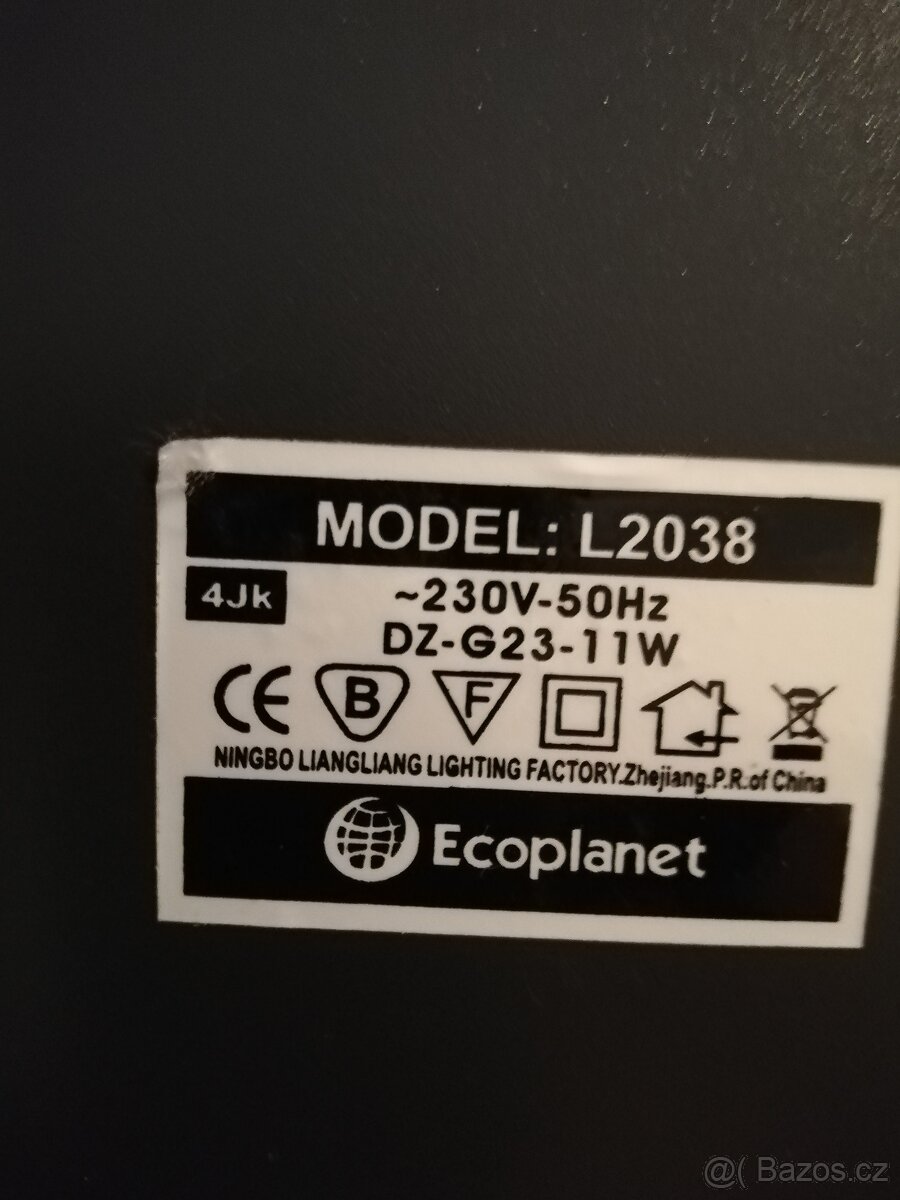 MODEL: L2038
4Jk
~230V-50Hz
DZ-G23-11W
CE B F
NINGBO LIANGLIANG LIGHTING FACTORY.Zhejiang.P.R.of China
Ecoplanet
@( Bazos.cz